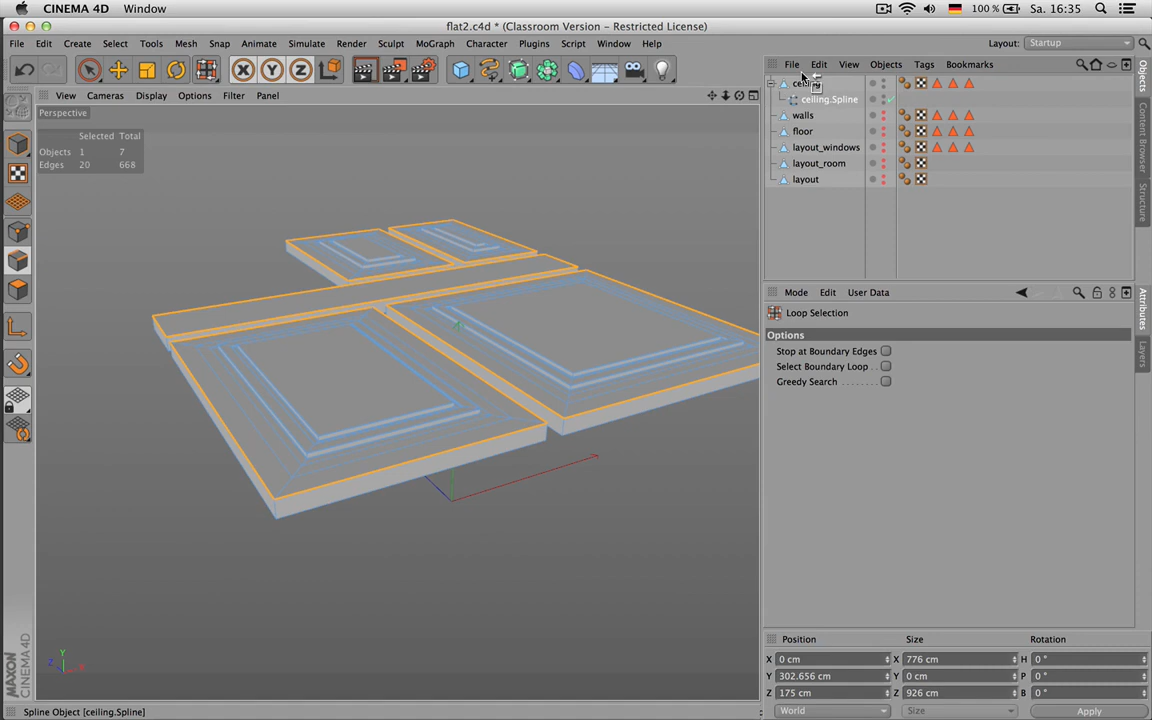 CINEMA 4D Window 100 % Sa. 16:35
flat2.c4d * (Classroom Version - Restricted License)
File Edit Create Select Tools Mesh Snap Animate Simulate Render Sculpt MoGraph Character Plugins Script Window Help Layout: Startup
X Y Z
File Edit View Objects Tags Bookmarks
View Cameras Display Options Filter Panel
Perspective
Selected Total
Objects 1 7
Edges 20 668
ceiling.Spline
walls
floor
layout_windows
layout_room
layout
Objects
Content Browser
Structure
Mode Edit User Data
Loop Selection
Options
Stop at Boundary Edges
Select Boundary Loop
Greedy Search
Attributes
Layers
Position Size Rotation
X 0 cm X 776 cm H 0 °
Y 302.656 cm Y 0 cm P 0 °
Z 175 cm Z 926 cm B 0 °
World Size Apply
Y
Z X
MAXON
CINEMA 4D
Spline Object [ceiling.Spline]